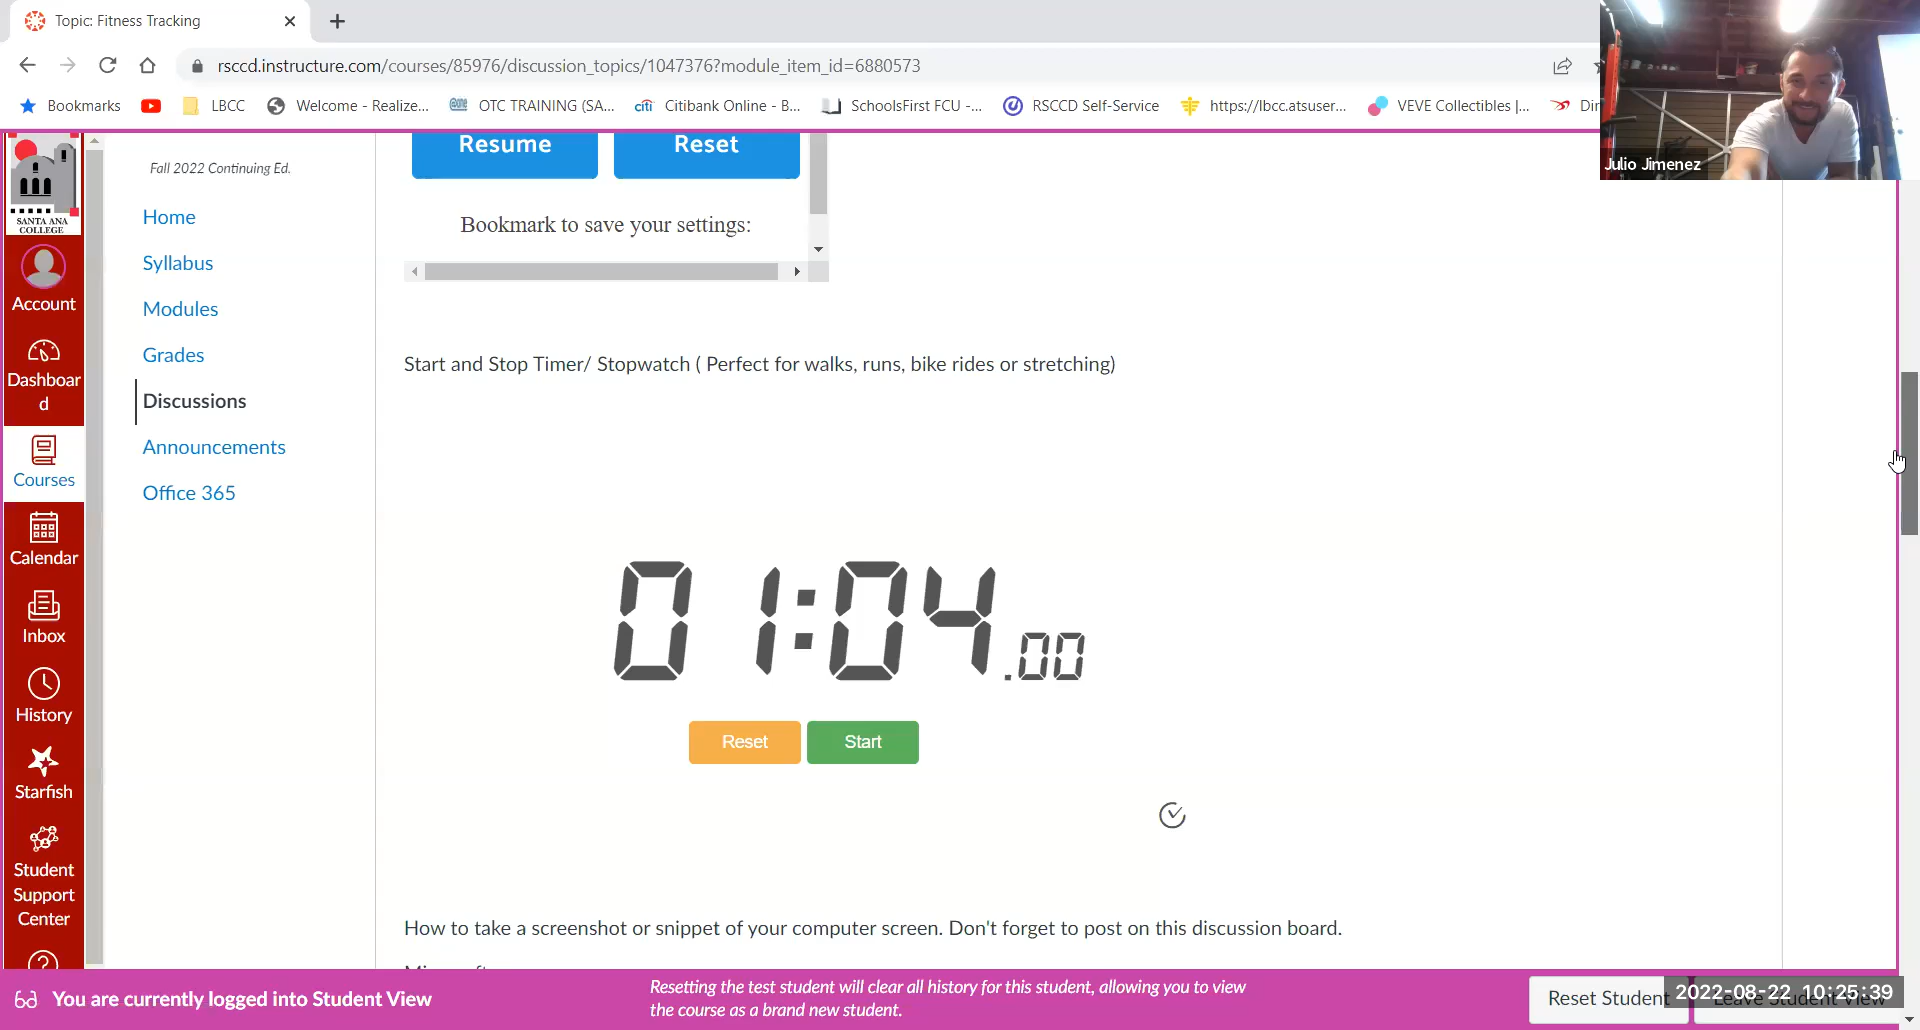 Topic: Fitness Tracking
rsccd.instructure.com/courses/85976/discussion_topics/1047376?module_item_id=6880573
Bookmarks LBCC Welcome - Realize... OTC TRAINING (SA... citi Citibank Online - B... SchoolsFirst FCU -... RSCCD Self-Service https://lbcc.atsuser... VEVE Collectibles |...
Julio Jimenez
SANTA ANA
COLLEGE
Account
Dashboar
d
Courses
Calendar
Inbox
History
Starfish
Student
Support
Center
Fall 2022 Continuing Ed.
Home
Syllabus
Modules
Grades
Discussions
Announcements
Office 365
Resume Reset
Bookmark to save your settings:
Start and Stop Timer/ Stopwatch ( Perfect for walks, runs, bike rides or stretching)
01:04.00
Reset Start
How to take a screenshot or snippet of your computer screen. Don't forget to post on this discussion board.
You are currently logged into Student View
Resetting the test student will clear all history for this student, allowing you to view
the course as a brand new student.
Reset Student
Leave Student View
2022-08-22 10:25:39